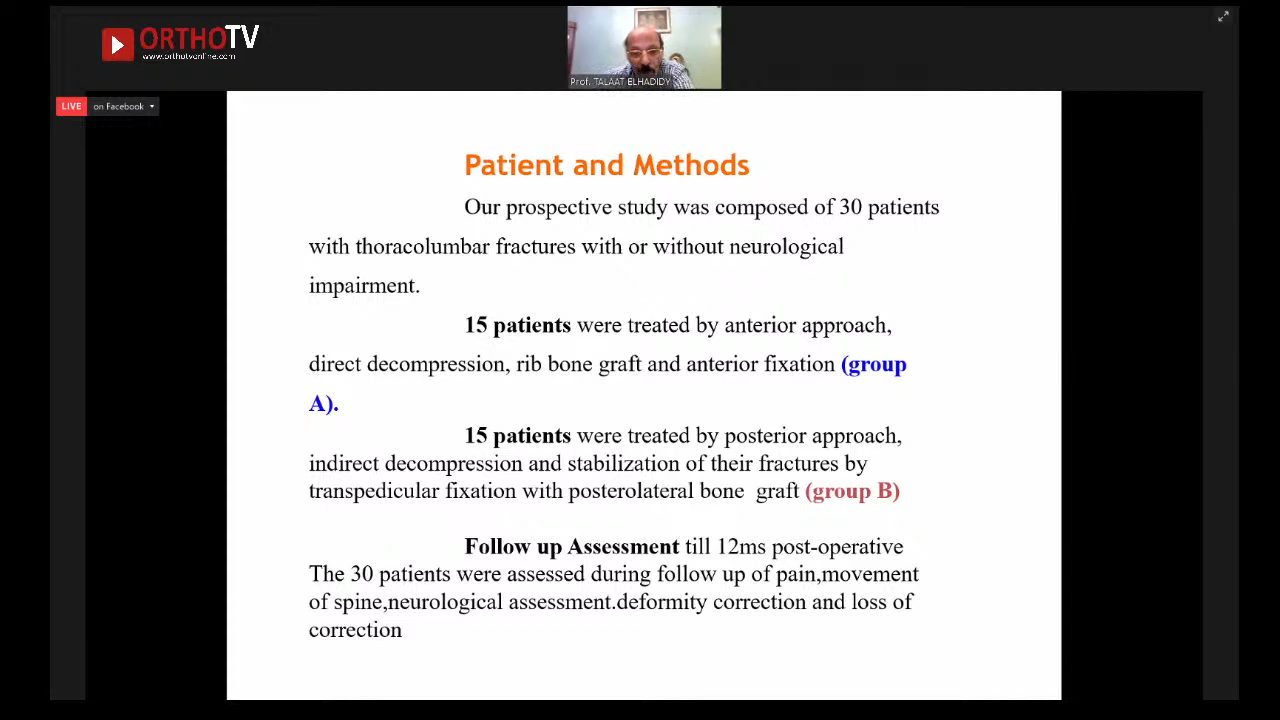 ORTHOTV
www.orthotvonline.com
Prof. TALAAT ELHADIDY
LIVE on Facebook
Patient and Methods
Our prospective study was composed of 30 patients
with thoracolumbar fractures with or without neurological
impairment.
15 patients were treated by anterior approach,
direct decompression, rib bone graft and anterior fixation (group
A).
15 patients were treated by posterior approach,
indirect decompression and stabilization of their fractures by
transpedicular fixation with posterolateral bone graft (group B)
Follow up Assessment till 12ms post-operative
The 30 patients were assessed during follow up of pain,movement
of spine,neurological assessment.deformity correction and loss of
correction